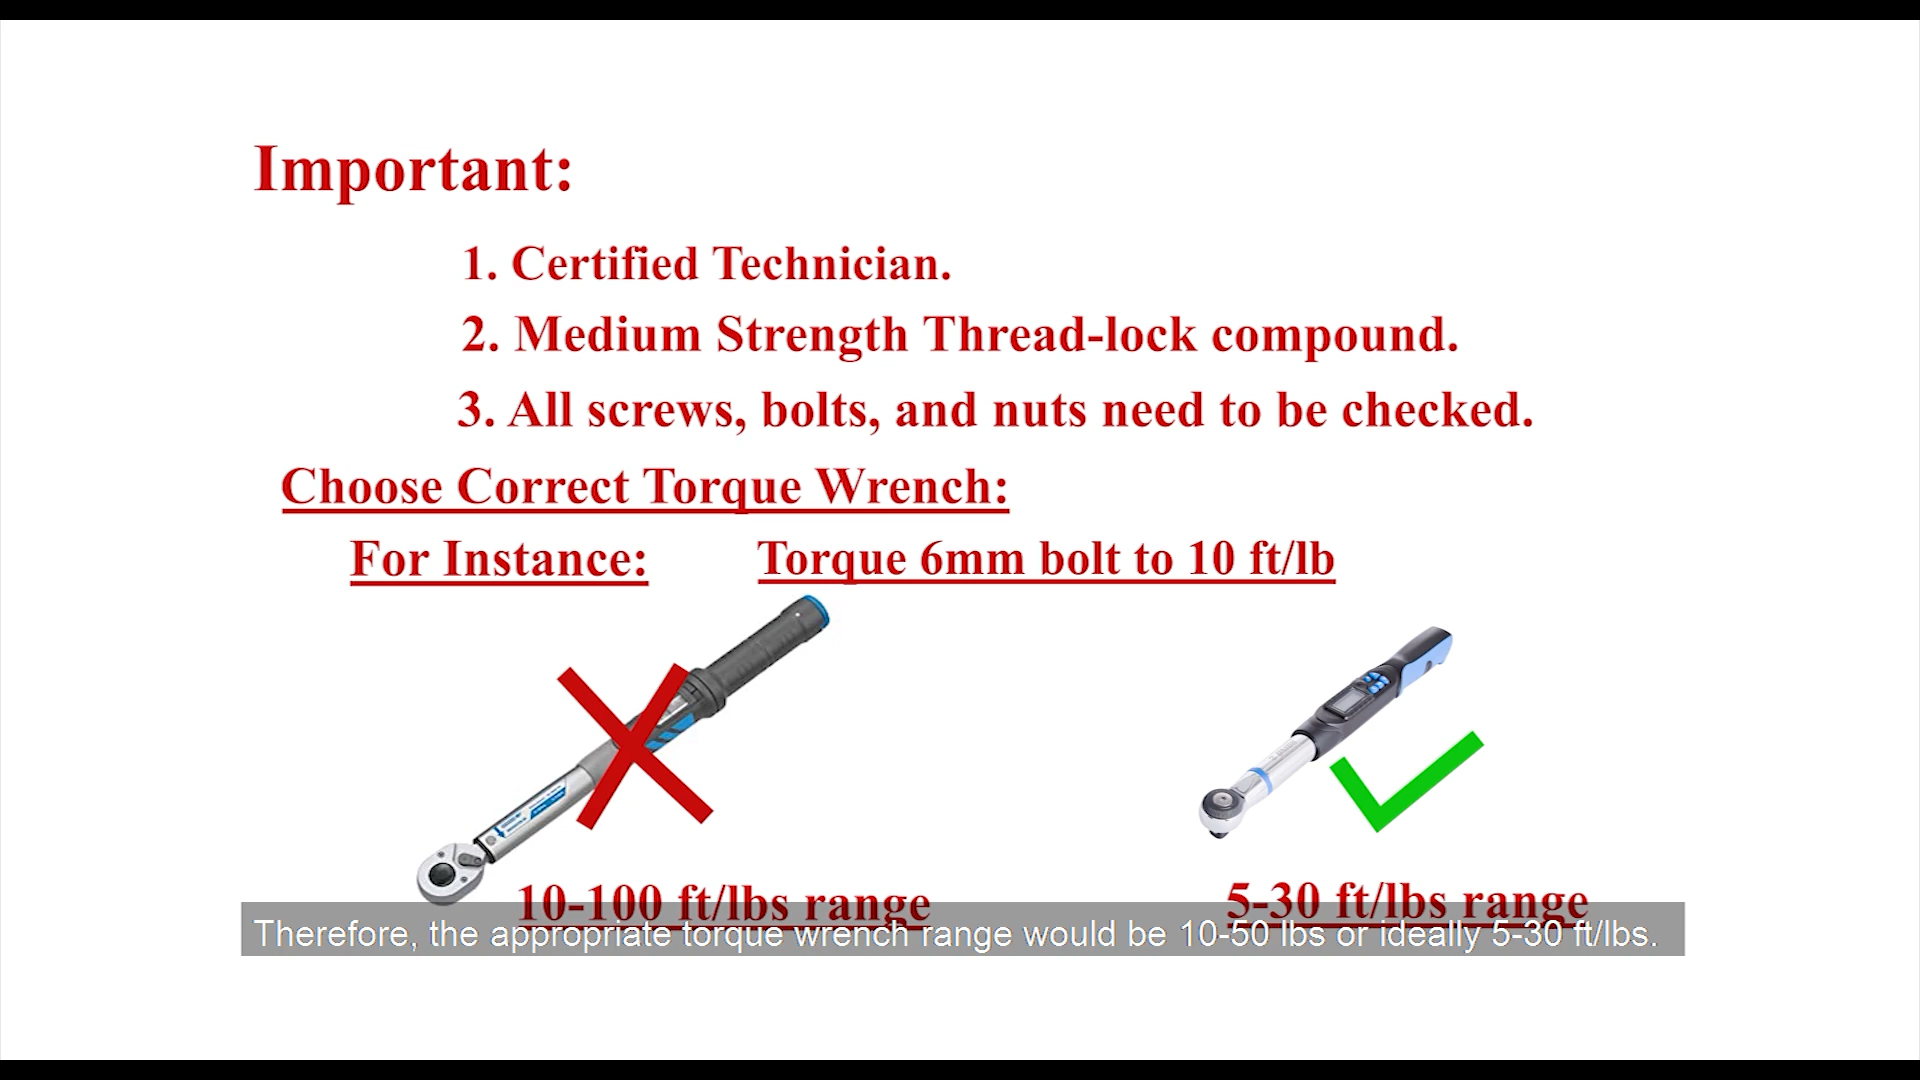 Important:
1. Certified Technician.
2. Medium Strength Thread-lock compound.
3. All screws, bolts, and nuts need to be checked.
Choose Correct Torque Wrench:
For Instance: Torque 6mm bolt to 10 ft/lb
10-100 ft/lbs range 5-30 ft/lbs range
Therefore, the appropriate torque wrench range would be 10-50 lbs or ideally 5-30 ft/lbs.